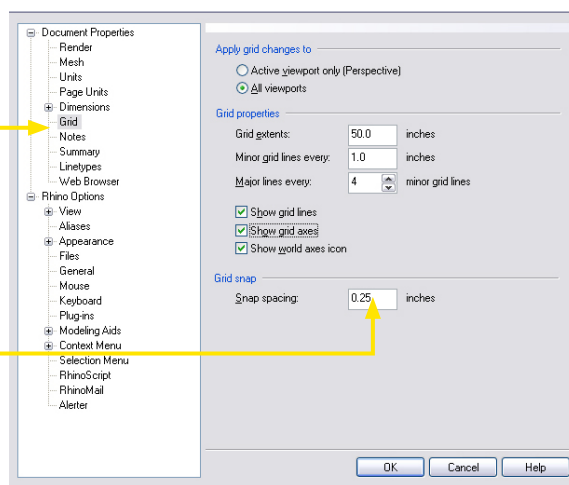 Document Properties
Render
Mesh
Units
Page Units
Dimensions
Grid
Notes
Summary
Linetypes
Web Browser
Rhino Options
View
Aliases
Appearance
Files
General
Mouse
Keyboard
Plug-ins
Modeling Aids
Context Menu
Selection Menu
RhinoScript
RhinoMail
Alerter
Apply grid changes to
Active viewport only (Perspective)
All viewports
Grid properties
Grid extents: 50.0 inches
Minor grid lines every: 1.0 inches
Major lines every: 4 minor grid lines
Show grid lines
Show grid axes
Show world axes icon
Grid snap
Snap spacing: 0.25 inches
OK Cancel Help